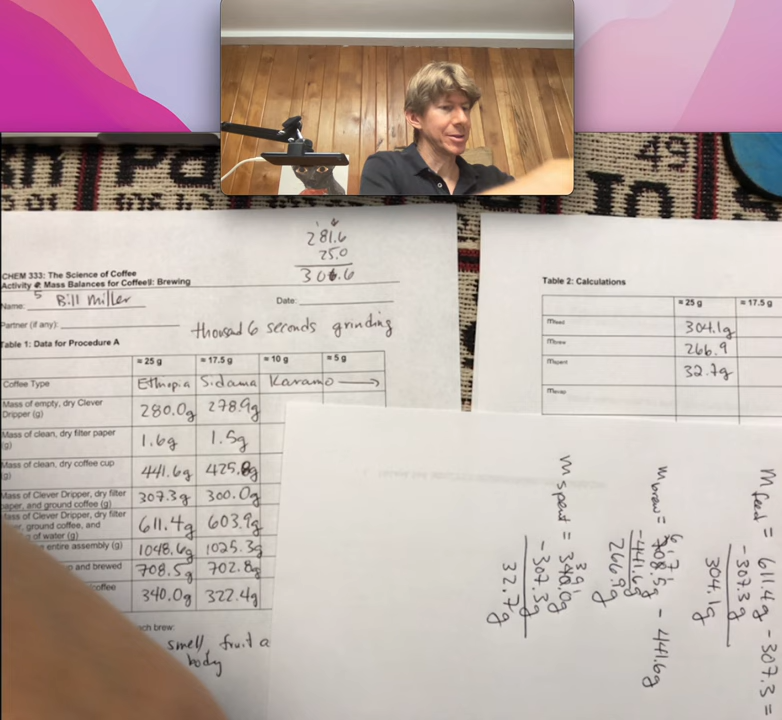 49
281.6
25.0
306.6
CHEM 333: The Science of Coffee
Activity 5 Mass Balances for Coffee II: Brewing
Name: Bill Miller
Date:
Partner (if any):
thousad 6 seconds grinding
Table 1: Data for Procedure A
≈ 25 g ≈ 17.5 g ≈ 10 g ≈ 5 g
Coffee Type Ethiopia Sidama Karamo
Mass of empty, dry Clever
Dripper (g) 280.0g 278.9g
Mass of clean, dry filter paper
(g) 1.6g 1.5g
Mass of clean, dry coffee cup
(g) 441.6g 425.8g
Mass of Clever Dripper, dry filter
paper, and ground coffee (g) 307.3g 300.0g
Mass of Clever Dripper, dry filter
ground coffee, and
of water (g) 611.4g 603.9g
entire assembly (g) 1048.6g 1025.3g
and brewed 708.5g 702.8g
coffee 340.0g 322.4g
each brew:
smell, fruit
body
Table 2: Calculations
≈ 25 g ≈ 17.5 g
mfeed 304.1g
mbrew 266.9
mspent 32.7g
m feed = 611.4g - 307.3 =
-307.3g
304.1g
m brew = 708.5g - 441.6g
-441.6g
266.9g
m spent = 340.0g
-307.3g
32.7g